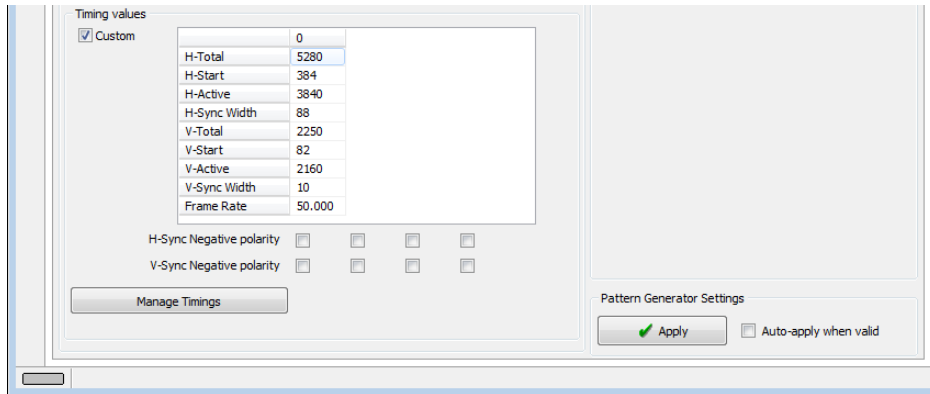 Timing values
Custom
0
H-Total 5280
H-Start 384
H-Active 3840
H-Sync Width 88
V-Total 2250
V-Start 82
V-Active 2160
V-Sync Width 10
Frame Rate 50.000
H-Sync Negative polarity
V-Sync Negative polarity
Manage Timings
Pattern Generator Settings
Apply Auto-apply when valid